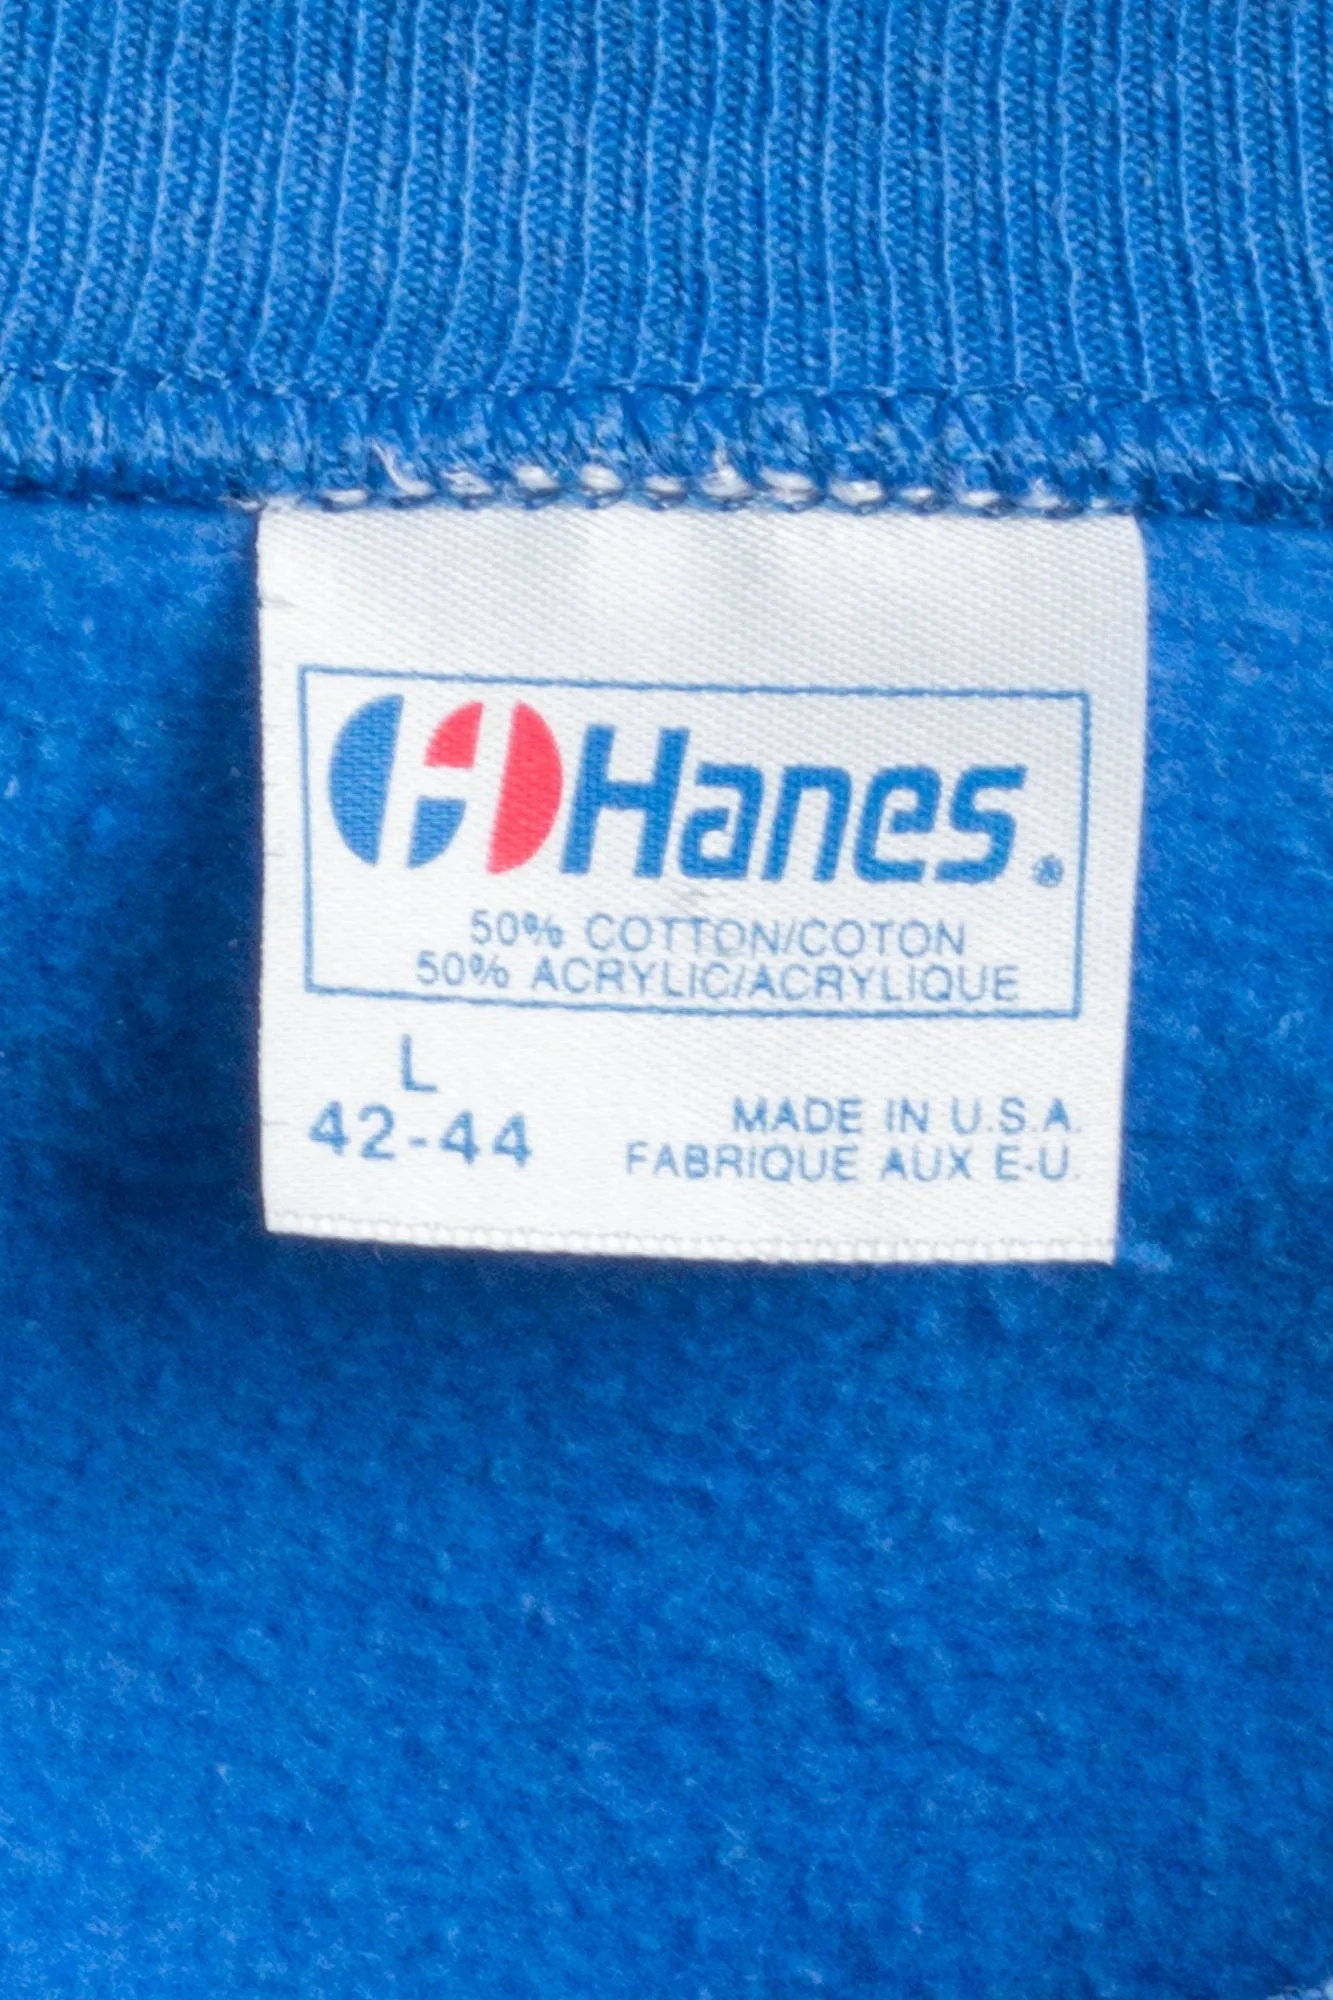 Hanes®
50% COTTON/COTON
50% ACRYLIC/ACRYLIQUE
L
42-44
MADE IN U.S.A.
FABRIQUE AUX E-U.